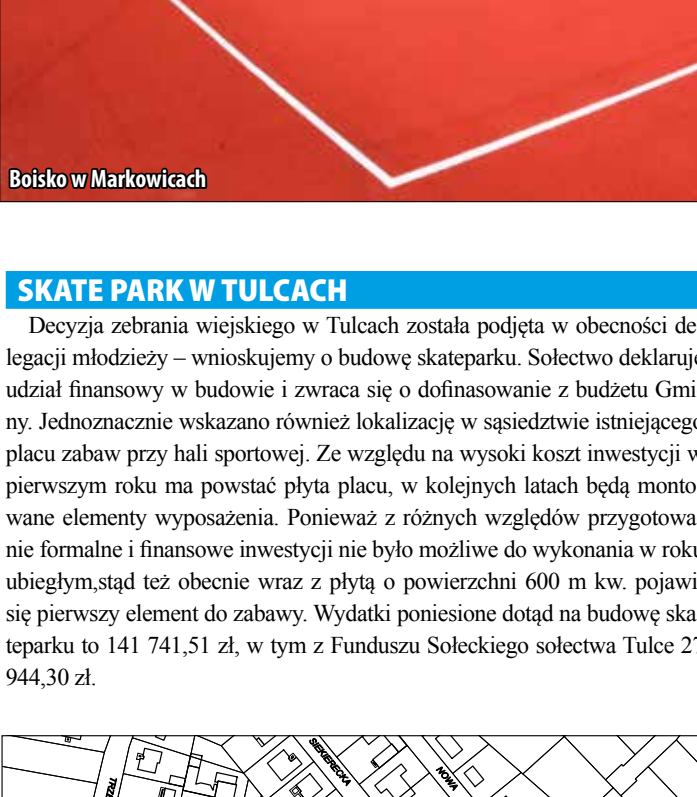 Boisko w Markowicach
SKATE PARK W TULCACH
Decyzja zebrania wiejskiego w Tulcach została podjęta w obecności de
legacji młodzieży – wnioskujemy o budowę skateparku. Sołectwo deklaruje
udział finansowy w budowie i zwraca się o dofinasowanie z budżetu Gmi
ny. Jednoznacznie wskazano również lokalizację w sąsiedztwie istniejącego
placu zabaw przy hali sportowej. Ze względu na wysoki koszt inwestycji w
pierwszym roku ma powstać płyta placu, w kolejnych latach będą monto
wane elementy wyposażenia. Ponieważ z różnych względów przygotowa
nie formalne i finansowe inwestycji nie było możliwe do wykonania w roku
ubiegłym,stąd też obecnie wraz z płytą o powierzchni 600 m kw. pojawi
się pierwszy element do zabawy. Wydatki poniesione dotąd na budowę ska
teparku to 141 741,51 zł, w tym z Funduszu Sołeckiego sołectwa Tulce 27
944,30 zł.
SIEKIERECKA
NOWA